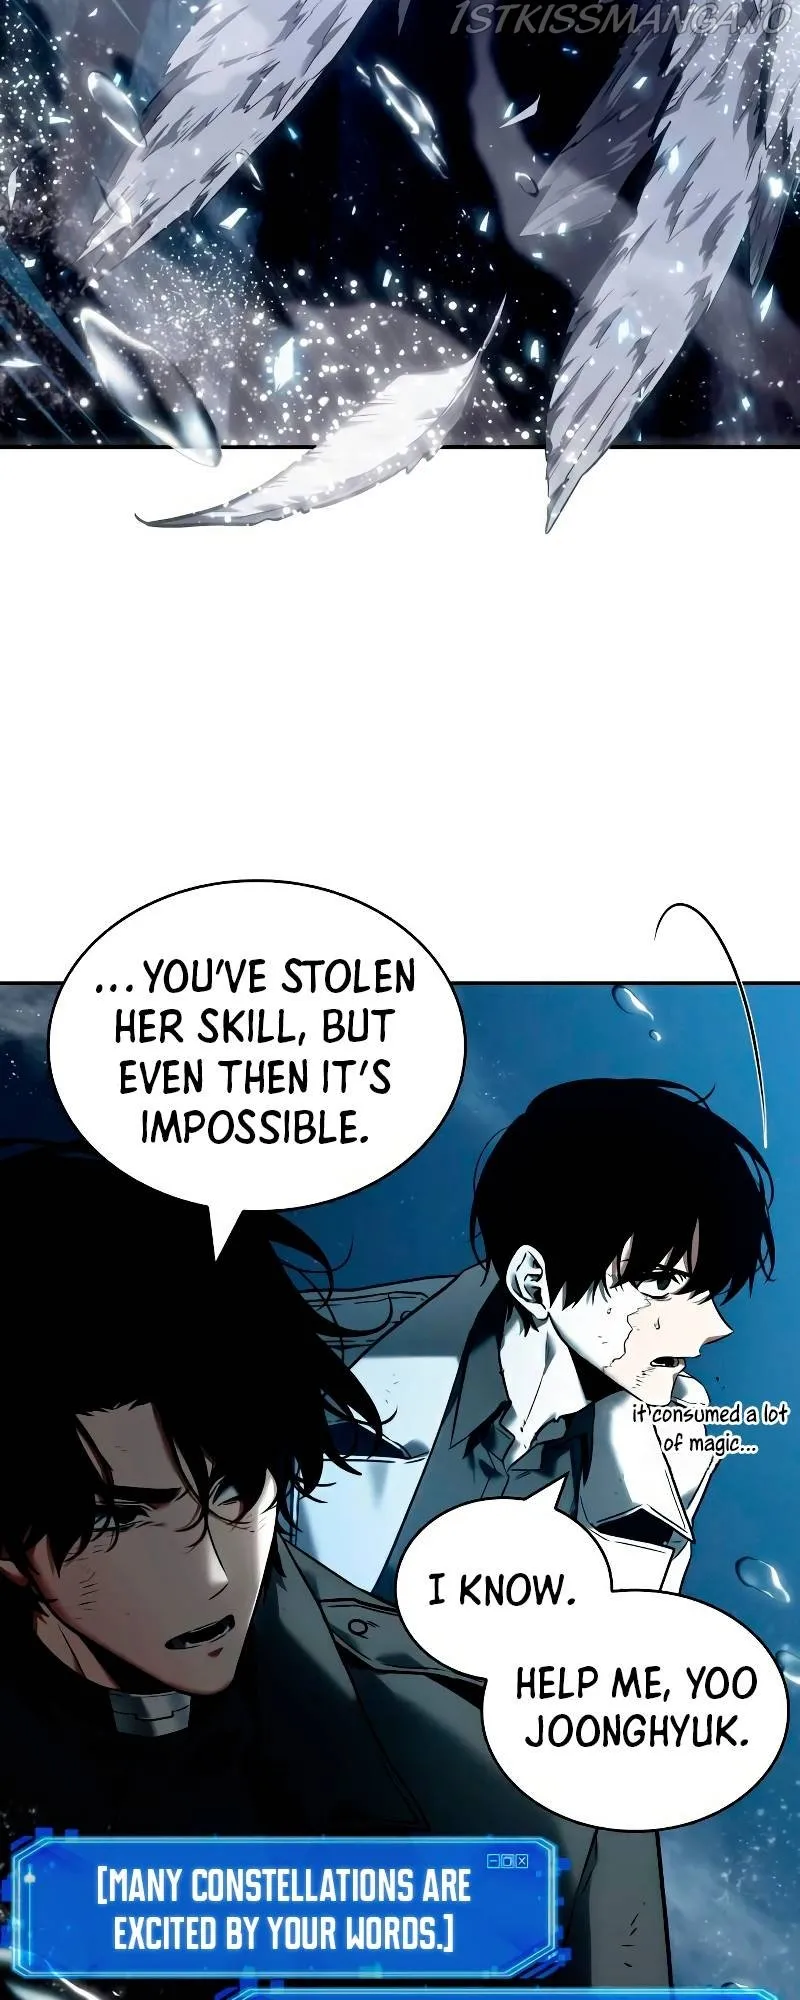 1STKISSMANGA.IO
...YOU'VE STOLEN
HER SKILL, BUT
EVEN THEN IT'S
IMPOSSIBLE.
it consumed a lot
of magic...
I KNOW.
HELP ME, YOO
JOONGHYUK.
[MANY CONSTELLATIONS ARE
EXCITED BY YOUR WORDS.]